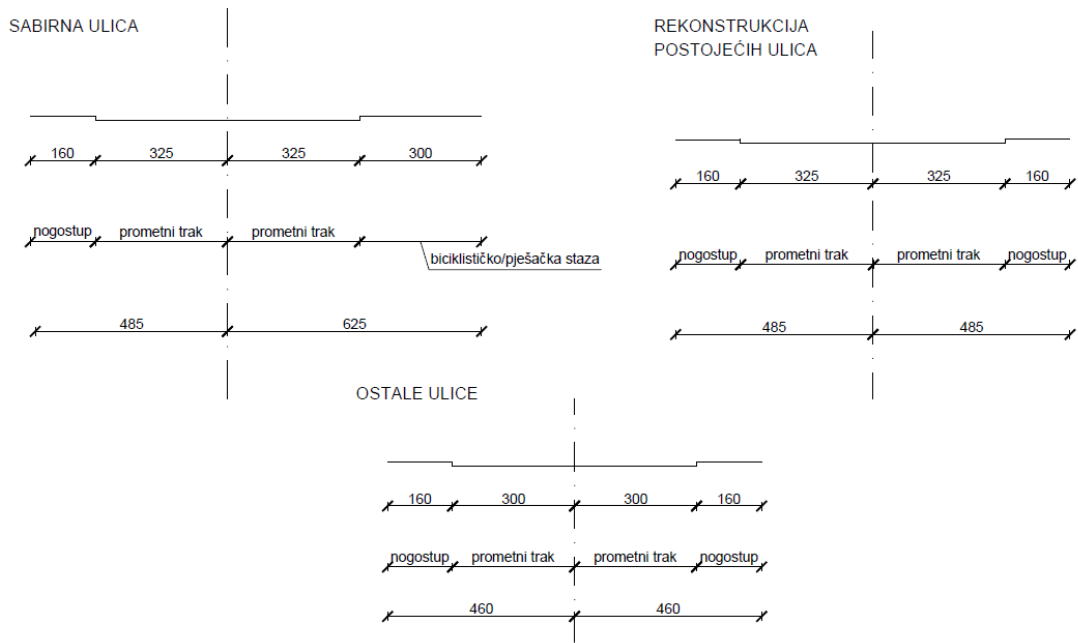 SABIRNA ULICA
160 325 325 300
nogostup prometni trak prometni trak
biciklističko/pješačka staza
485 625
REKONSTRUKCIJA
POSTOJEĆIH ULICA
160 325 325 160
nogostup prometni trak prometni trak nogostup
485 485
OSTALE ULICE
160 300 300 160
nogostup prometni trak prometni trak nogostup
460 460